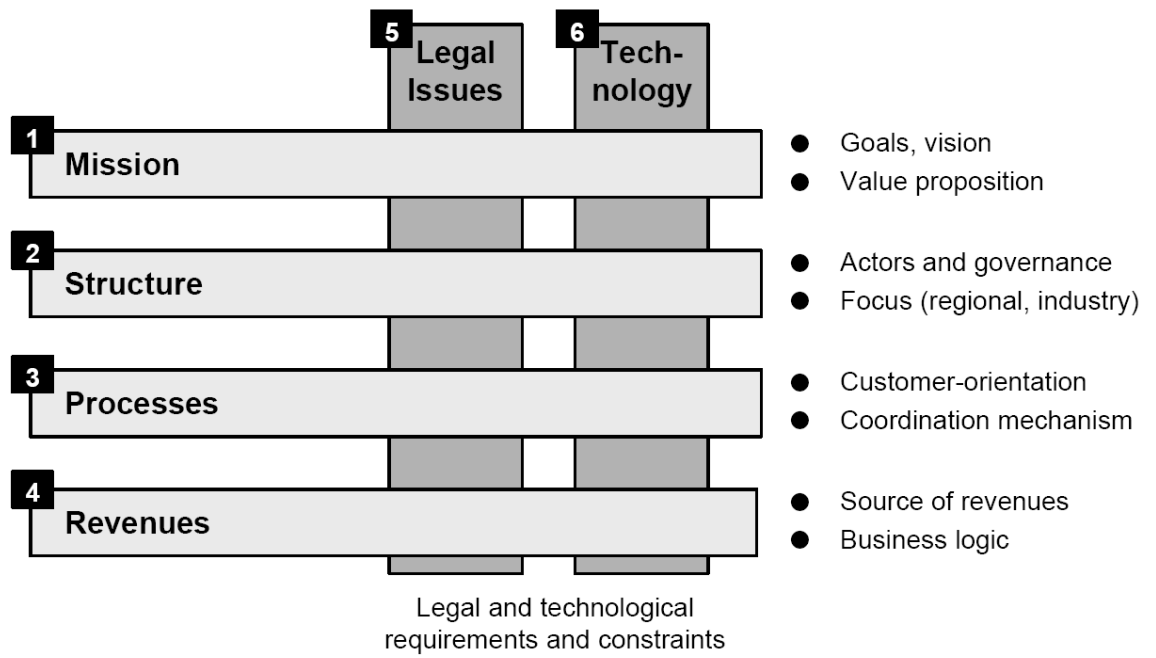 5
Legal
Issues
6
Tech-
nology
1
Mission
● Goals, vision
● Value proposition
2
Structure
● Actors and governance
● Focus (regional, industry)
3
Processes
● Customer-orientation
● Coordination mechanism
4
Revenues
● Source of revenues
● Business logic
Legal and technological
requirements and constraints